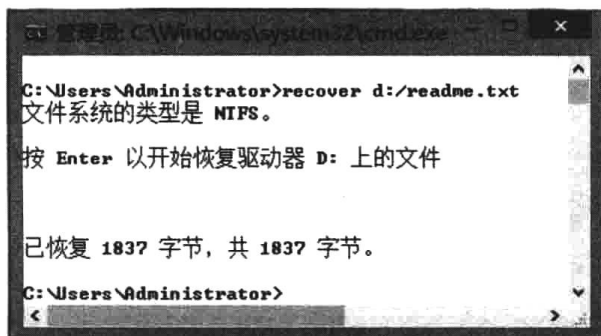 管理员: C:\Windows\system32\cmd.exe
C:\Users\Administrator>recover d:/readme.txt
文件系统的类型是 NTFS。
按 Enter 以开始恢复驱动器 D: 上的文件
已恢复 1837 字节，共 1837 字节。
C:\Users\Administrator>